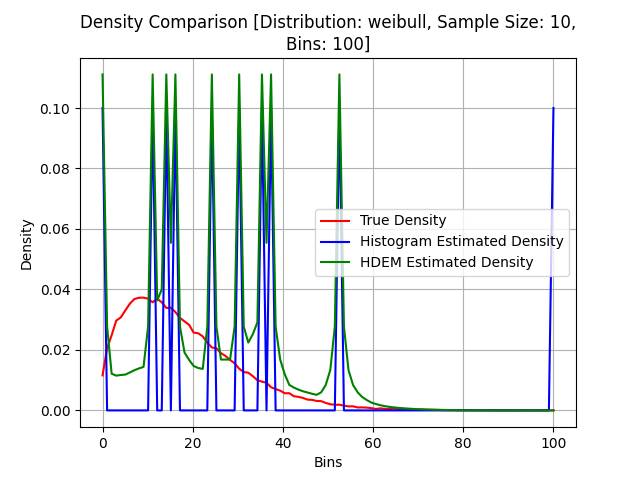 Density Comparison [Distribution: weibull, Sample Size: 10,
Bins: 100]
Density
0.10
0.08
0.06
0.04
0.02
0.00
True Density
Histogram Estimated Density
HDEM Estimated Density
0 20 40 60 80 100
Bins